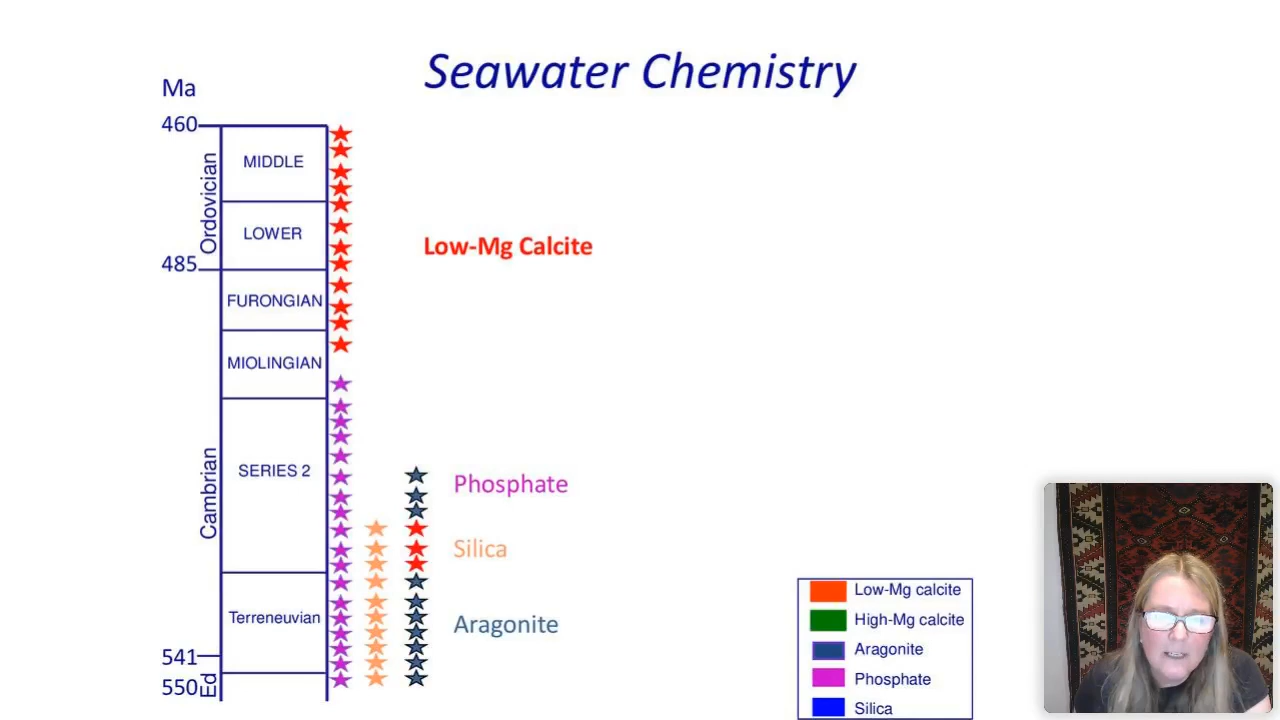 Seawater Chemistry
Ma
460
MIDDLE
Ordovician
LOWER
Low-Mg Calcite
485
FURONGIAN
MIOLINGIAN
Cambrian
SERIES 2
Phosphate
Silica
Terreneuvian
Aragonite
541
550
Ed
Low-Mg calcite
High-Mg calcite
Aragonite
Phosphate
Silica